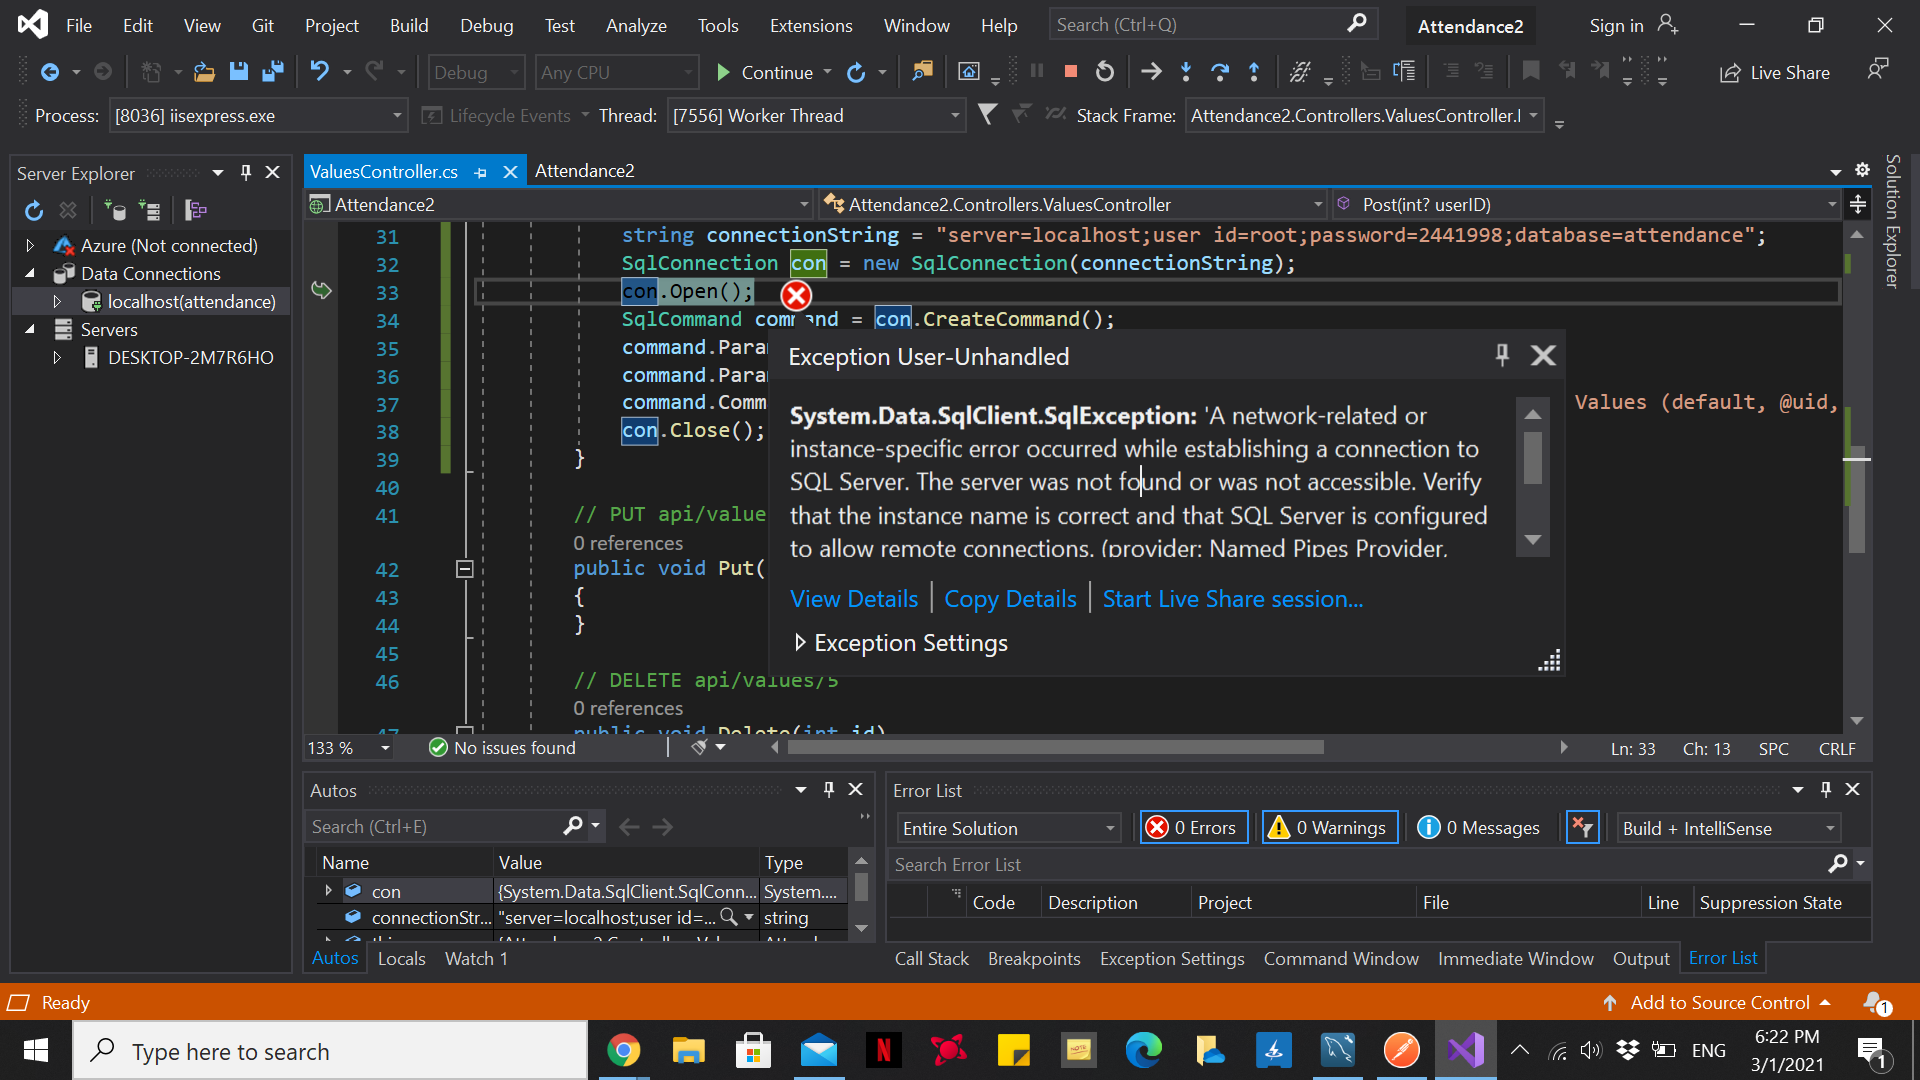 File Edit View Git Project Build Debug Test Analyze Tools Extensions Window Help Search (Ctrl+Q) Attendance2 Sign in
Debug Any CPU Continue Live Share
Process: [8036] iisexpress.exe Lifecycle Events Thread: [7556] Worker Thread Stack Frame: Attendance2.Controllers.ValuesController.
Server Explorer
Azure (Not connected)
Data Connections
localhost(attendance)
Servers
DESKTOP-2M7R6HO
ValuesController.cs Attendance2
Attendance2 Attendance2.Controllers.ValuesController Post(int? userID)
31 string connectionString = "server=localhost;user id=root;password=2441998;database=attendance";
32 SqlConnection con = new SqlConnection(connectionString);
33 con.Open();
34 SqlCommand command = con.CreateCommand();
35 command.Para
36 command.Para
37 command.Comm Values (default, @uid,
38 con.Close();
39 }
40
41 // PUT api/value
0 references
42 public void Put(
43 {
44 }
45
46 // DELETE api/values/5
0 references
47 public void Delete(int id)
Exception User-Unhandled
System.Data.SqlClient.SqlException: 'A network-related or
instance-specific error occurred while establishing a connection to
SQL Server. The server was not found or was not accessible. Verify
that the instance name is correct and that SQL Server is configured
to allow remote connections. (provider: Named Pipes Provider,
View Details Copy Details Start Live Share session...
Exception Settings
Solution Explorer
133 % No issues found Ln: 33 Ch: 13 SPC CRLF
Autos
Search (Ctrl+E)
Name Value Type
con {System.Data.SqlClient.SqlConn... System....
connectionStr... "server=localhost;user id=... string
Autos Locals Watch 1
Error List
Entire Solution 0 Errors 0 Warnings 0 Messages Build + IntelliSense
Search Error List
Code Description Project File Line Suppression State
Call Stack Breakpoints Exception Settings Command Window Immediate Window Output Error List
Ready Add to Source Control 1
Type here to search N ENG 6:22 PM
3/1/2021 1